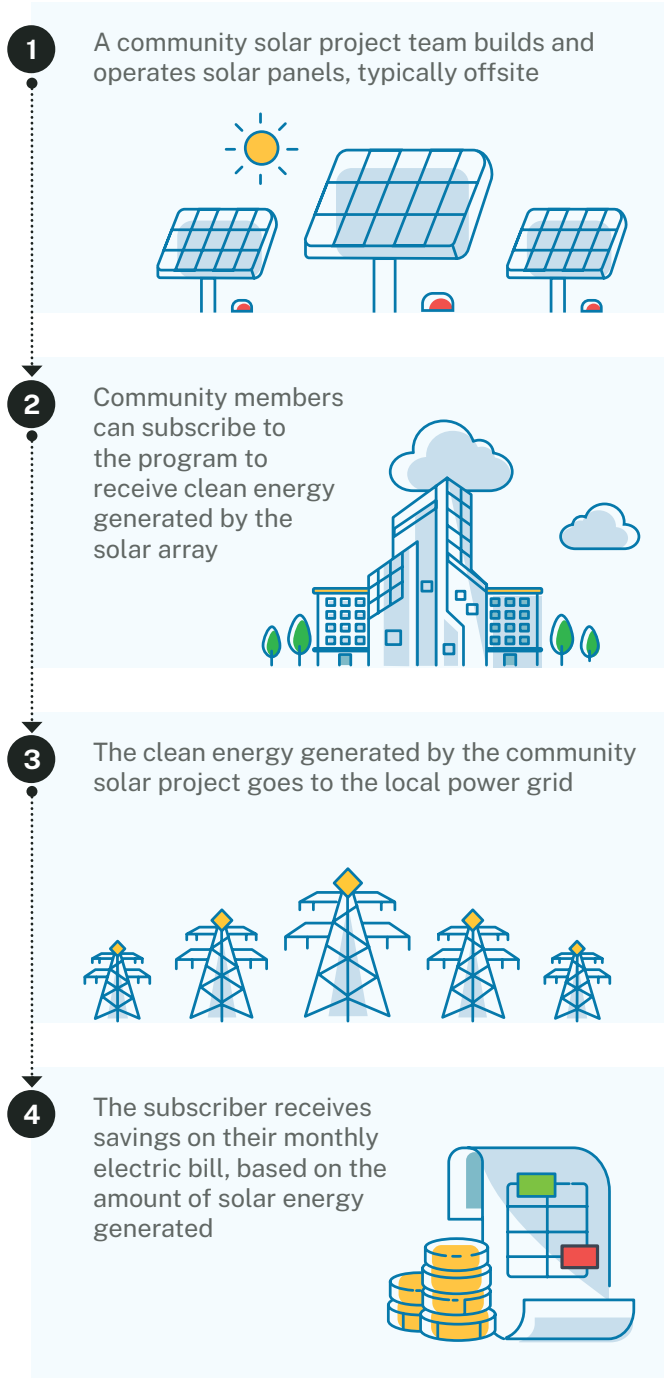 1
A community solar project team builds and
operates solar panels, typically offsite
2
Community members
can subscribe to
the program to
receive clean energy
generated by the
solar array
3
The clean energy generated by the community
solar project goes to the local power grid
4
The subscriber receives
savings on their monthly
electric bill, based on the
amount of solar energy
generated